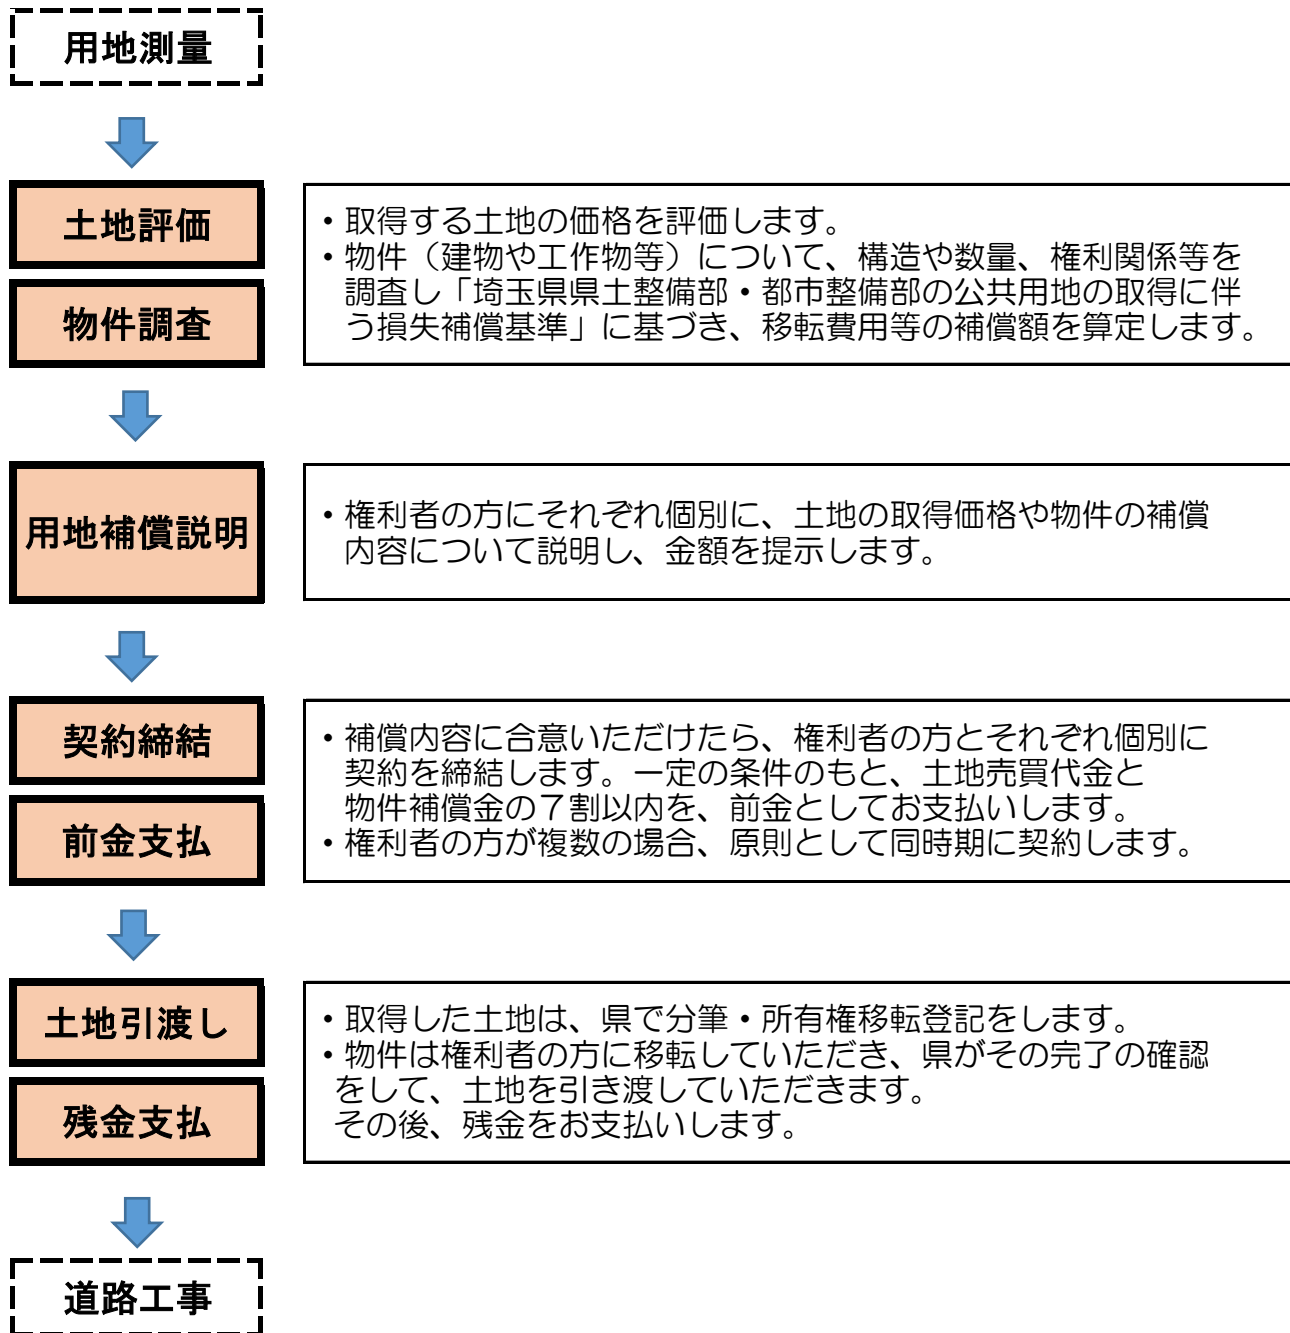 用地測量
土地評価
物件調査
・取得する土地の価格を評価します。
・物件（建物や工作物等）について、構造や数量、権利関係等を
調査し「埼玉県県土整備部・都市整備部の公共用地の取得に伴
う損失補償基準」に基づき、移転費用等の補償額を算定します。
用地補償説明
・権利者の方にそれぞれ個別に、土地の取得価格や物件の補償
内容について説明し、金額を提示します。
契約締結
前金支払
・補償内容に合意いただけたら、権利者の方とそれぞれ個別に
契約を締結します。一定の条件のもと、土地売買代金と
物件補償金の７割以内を、前金としてお支払いします。
・権利者の方が複数の場合、原則として同時期に契約します。
土地引渡し
残金支払
・取得した土地は、県で分筆・所有権移転登記をします。
・物件は権利者の方に移転していただき、県がその完了の確認
をして、土地を引き渡していただきます。
その後、残金をお支払いします。
道路工事